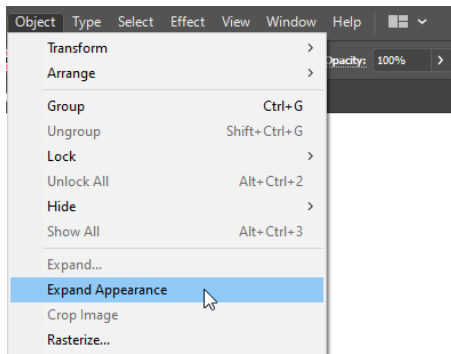 Object Type Select Effect View Window Help
Transform
Opacity: 100%
Arrange
Group Ctrl+G
Ungroup Shift+Ctrl+G
Lock
Unlock All Alt+Ctrl+2
Hide
Show All Alt+Ctrl+3
Expand...
Expand Appearance
Crop Image
Rasterize...